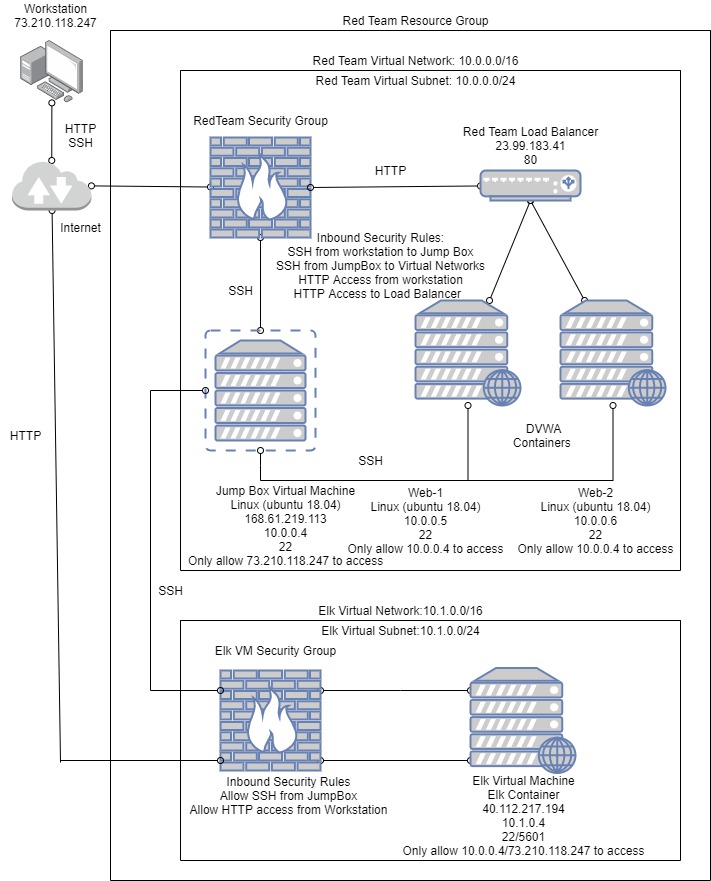 Workstation
73.210.118.247
Red Team Resource Group
Red Team Virtual Network: 10.0.0.0/16
Red Team Virtual Subnet: 10.0.0.0/24
RedTeam Security Group
Red Team Load Balancer
23.99.183.41
80
HTTP
SSH
HTTP
Internet
Inbound Security Rules:
SSH from workstation to Jump Box
SSH from JumpBox to Virtual Networks
HTTP Access from workstation
HTTP Access to Load Balancer
SSH
HTTP
DVWA
Containers
SSH
Jump Box Virtual Machine
Linux (ubuntu 18.04)
168.61.219.113
10.0.0.4
22
Only allow 73.210.118.247 to access
Web-1
Linux (ubuntu 18.04)
10.0.0.5
22
Only allow 10.0.0.4 to access
Web-2
Linux (ubuntu 18.04)
10.0.0.6
22
Only allow 10.0.0.4 to access
SSH
Elk Virtual Network:10.1.0.0/16
Elk Virtual Subnet:10.1.0.0/24
Elk VM Security Group
Inbound Security Rules
Allow SSH from JumpBox
Allow HTTP access from Workstation
Elk Virtual Machine
Elk Container
40.112.217.194
10.1.0.4
22/5601
Only allow 10.0.0.4/73.210.118.247 to access